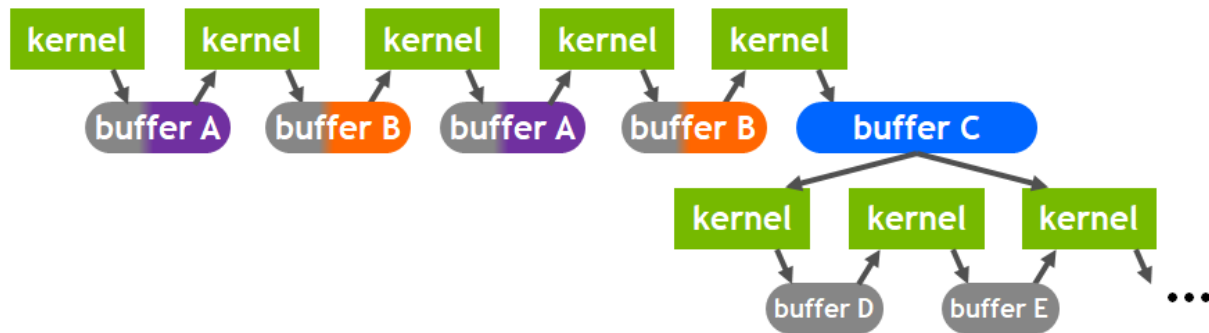 kernel kernel kernel kernel kernel
buffer A buffer B buffer A buffer B buffer C
kernel kernel kernel
buffer D buffer E ...